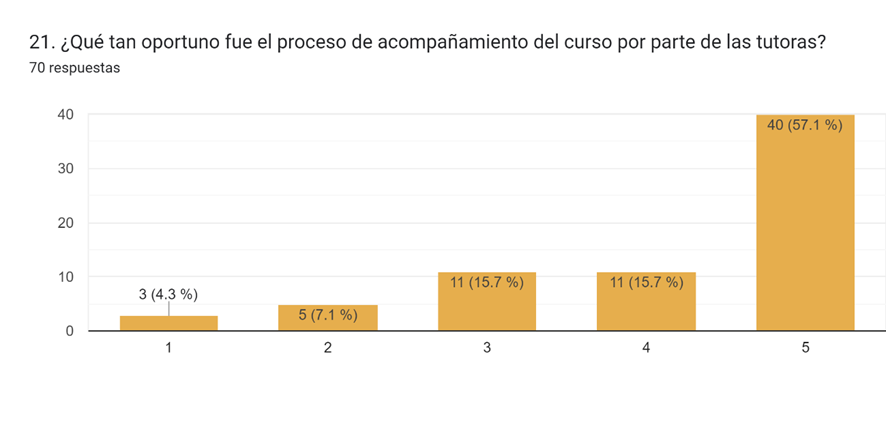 21. ¿Qué tan oportuno fue el proceso de acompañamiento del curso por parte de las tutoras?
70 respuestas
40
30
20
10
0
3 (4.3 %)
5 (7.1 %)
11 (15.7 %)
11 (15.7 %)
40 (57.1 %)
1
2
3
4
5